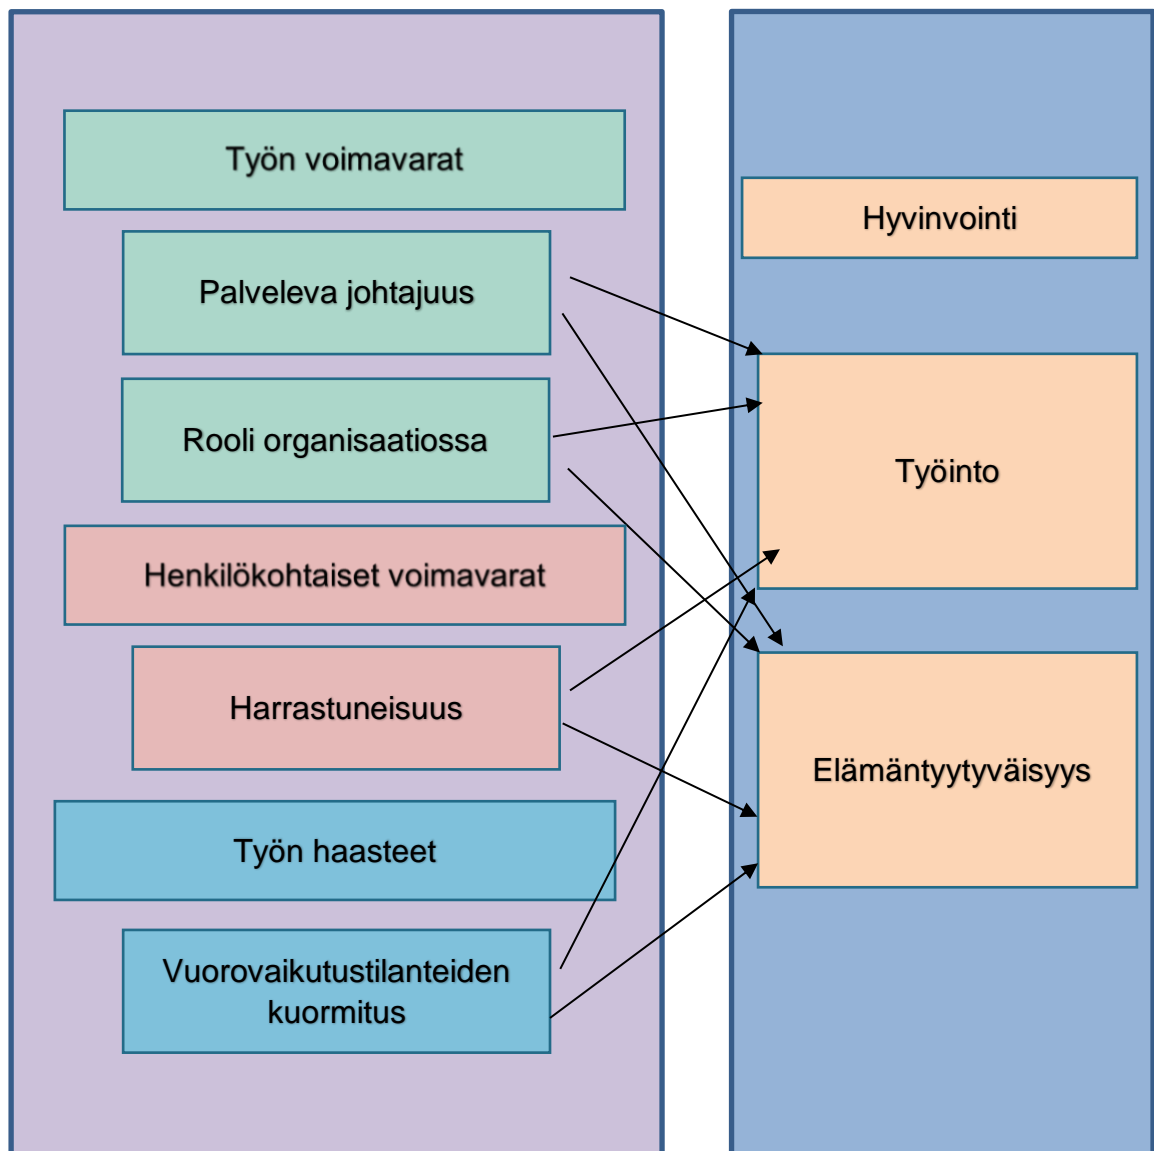 Työn voimavarat
Palveleva johtajuus
Rooli organisaatiossa
Henkilökohtaiset voimavarat
Harrastuneisuus
Työn haasteet
Vuorovaikutustilanteiden
kuormitus
Hyvinvointi
Työinto
Elämäntyytyväisyys